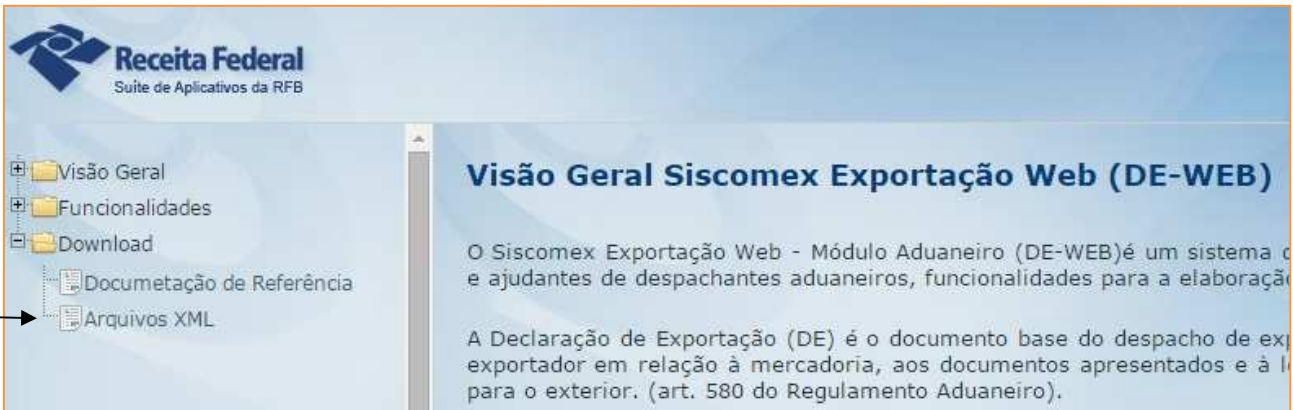 Receita Federal
Suíte de Aplicativos da RFB
Visão Geral
Funcionalidades
Download
Documetação de Referência
Arquivos XML
Visão Geral Siscomex Exportação Web (DE-WEB)
O Siscomex Exportação Web - Módulo Aduaneiro (DE-WEB)é um sistema
e ajudantes de despachantes aduaneiros, funcionalidades para a elaboraçã
A Declaração de Exportação (DE) é o documento base do despacho de
exportador em relação à mercadoria, aos documentos apresentados e à
para o exterior. (art. 580 do Regulamento Aduaneiro).